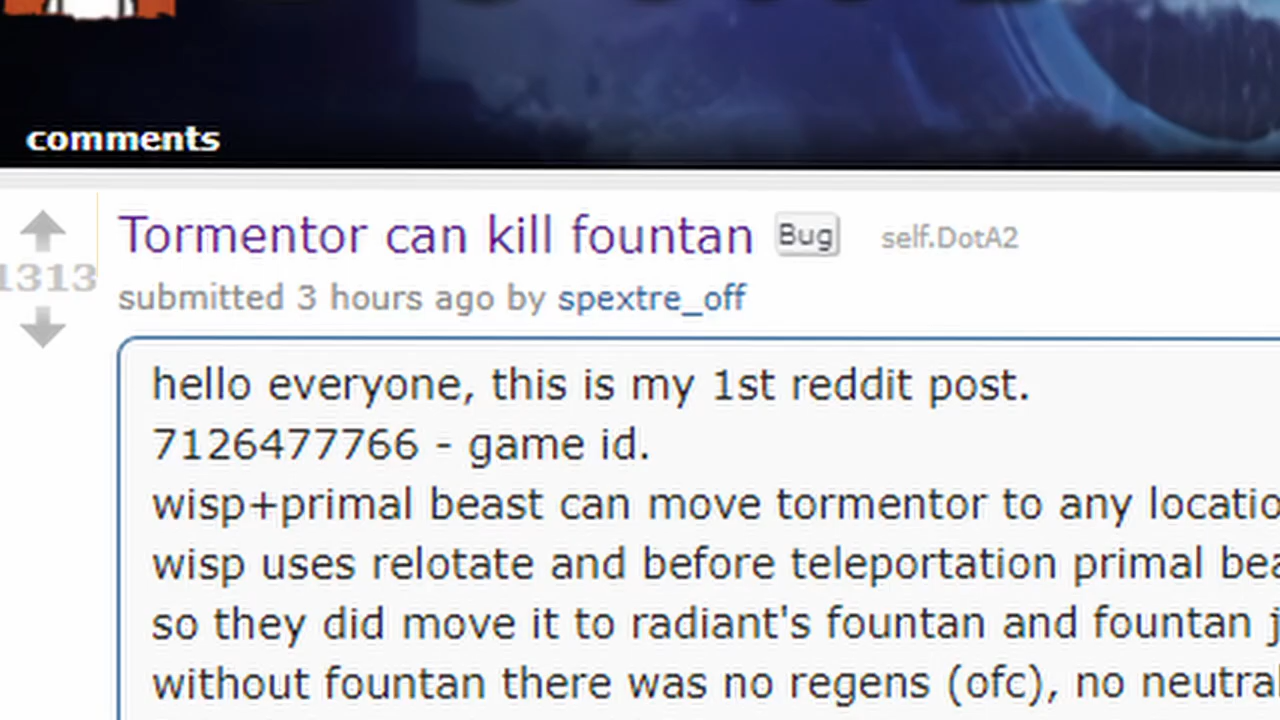 comments
Tormentor can kill fountan Bug self.DotA2
1313
submitted 3 hours ago by spextre_off
hello everyone, this is my 1st reddit post.
7126477766 - game id.
wisp+primal beast can move tormentor to any locatio
wisp uses relotate and before teleportation primal bea
so they did move it to radiant's fountan and fountan j
without fountan there was no regens (ofc), no neutral